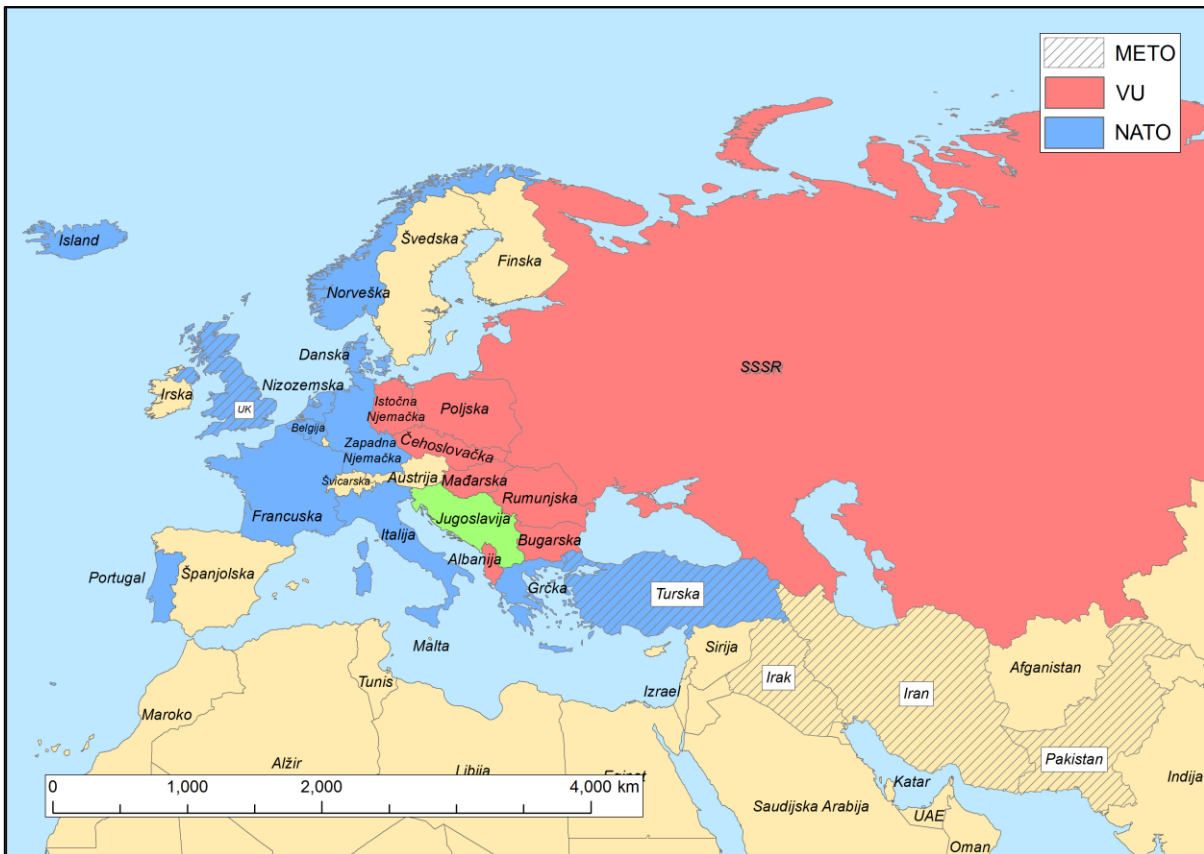 METO
VU
NATO
Island
Švedska
Finska
Norveška
SSSR
Danska
Nizozemska
Irska
UK
Istočna
Njemačka
Poljska
Belgija
Zapadna
Njemačka
Čehoslovačka
Švicarska
Austrija
Mađarska
Rumunjska
Francuska
Jugoslavija
Italija
Bugarska
Albanija
Portugal
Španjolska
Grčka
Turska
Malta
Sirija
Tunis
Izrael
Irak
Iran
Afganistan
Maroko
Alžir
Libija
Pakistan
Indija
Katar
Saudijska Arabija
UAE
Oman
0 1,000 2,000 4,000 km